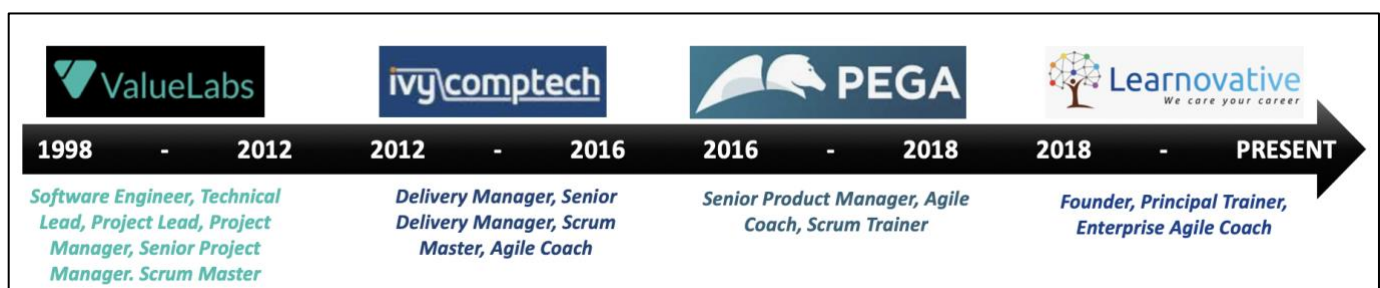 ValueLabs
ivy comptech
PEGA
Learnovative
We care your career
1998 - 2012 2012 - 2016 2016 - 2018 2018 - PRESENT
Software Engineer, Technical
Lead, Project Lead, Project
Manager, Senior Project
Manager. Scrum Master
Delivery Manager, Senior
Delivery Manager, Scrum
Master, Agile Coach
Senior Product Manager, Agile
Coach, Scrum Trainer
Founder, Principal Trainer,
Enterprise Agile Coach